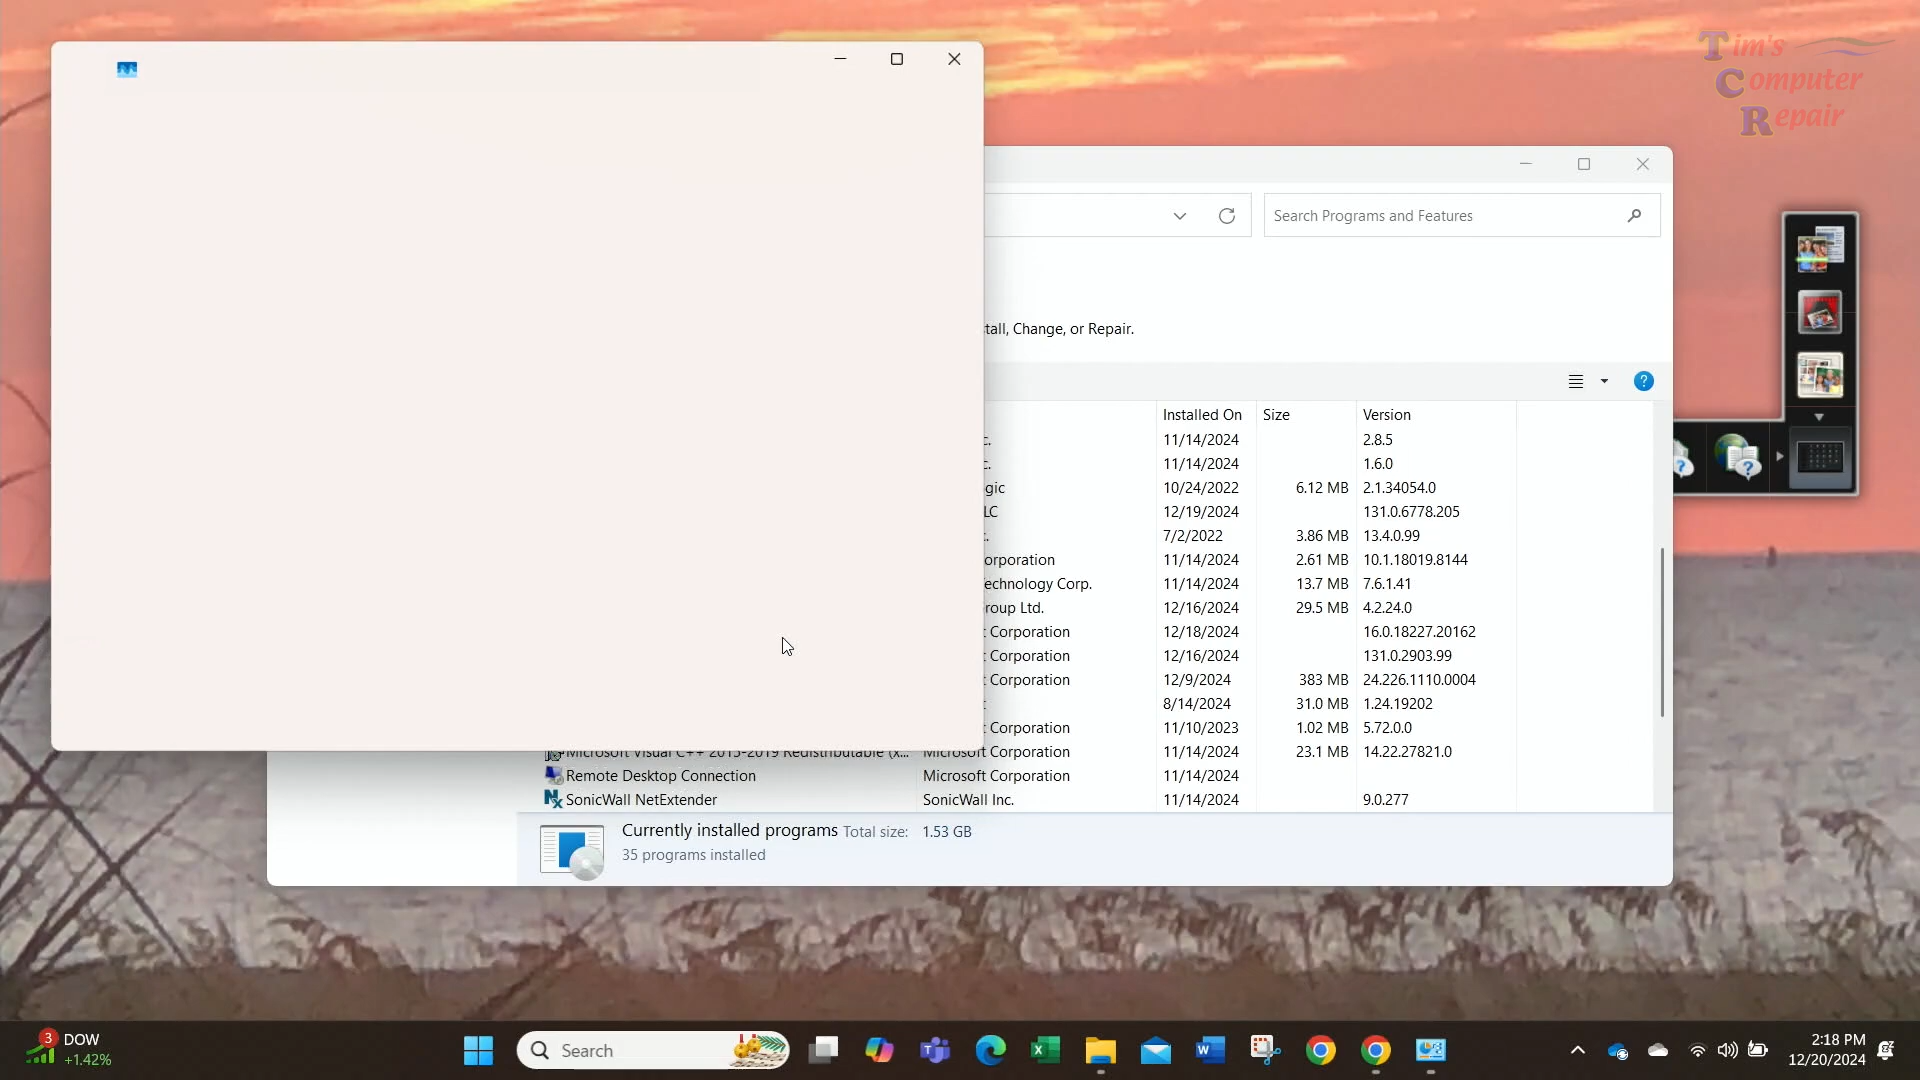 Tim's
Computer
Repair
Search Programs and Features
tall, Change, or Repair.
Installed On Size Version
c. 11/14/2024 2.8.5
c. 11/14/2024 1.6.0
gic 10/24/2022 6.12 MB 2.1.34054.0
LC 12/19/2024 131.0.6778.205
. 7/2/2022 3.86 MB 13.4.0.99
orporation 11/14/2024 2.61 MB 10.1.18019.8144
echnology Corp. 11/14/2024 13.7 MB 7.6.1.41
roup Ltd. 12/16/2024 29.5 MB 4.2.24.0
t Corporation 12/18/2024 16.0.18227.20162
t Corporation 12/16/2024 131.0.2903.99
t Corporation 12/9/2024 383 MB 24.226.1110.0004
t 8/14/2024 31.0 MB 1.24.19202
t Corporation 11/10/2023 1.02 MB 5.72.0.0
Microsoft Visual C++ 2015-2019 Redistributable (x... Microsoft Corporation 11/14/2024 23.1 MB 14.22.27821.0
Remote Desktop Connection Microsoft Corporation 11/14/2024
SonicWall NetExtender SonicWall Inc. 11/14/2024 9.0.277
Currently installed programs Total size: 1.53 GB
35 programs installed
3 DOW
+1.42%
Search
2:18 PM
12/20/2024